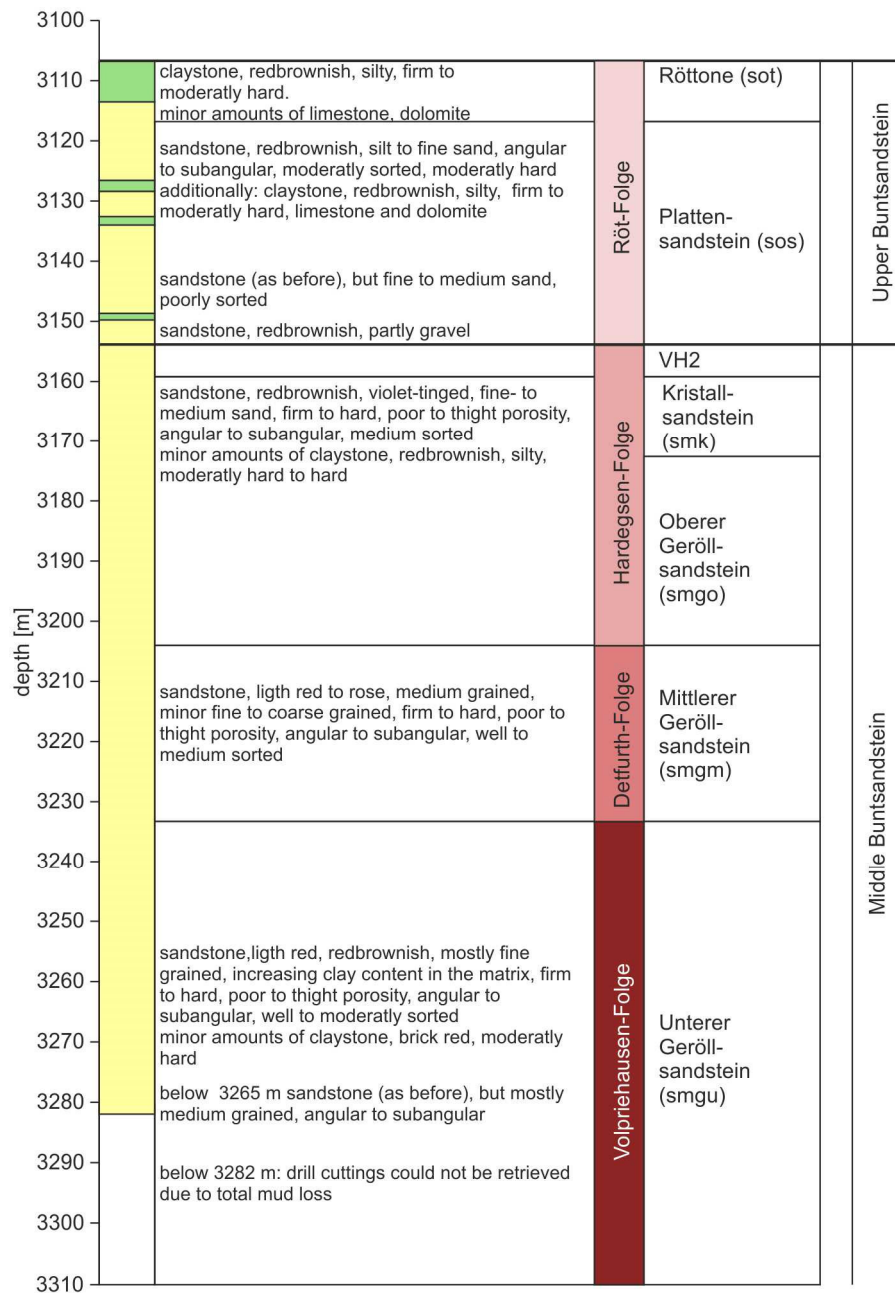 3100
3110
3120
3130
3140
3150
3160
3170
3180
3190
3200
3210
3220
3230
3240
3250
3260
3270
3280
3290
3300
3310
depth [m]
claystone, redbrownish, silty, firm to
moderatly hard.
minor amounts of limestone, dolomite
sandstone, redbrownish, silt to fine sand, angular
to subangular, moderatly sorted, moderatly hard
additionally: claystone, redbrownish, silty, firm to
moderatly hard, limestone and dolomite
sandstone (as before), but fine to medium sand,
poorly sorted
sandstone, redbrownish, partly gravel
sandstone, redbrownish, violet-tinged, fine- to
medium sand, firm to hard, poor to thight porosity,
angular to subangular, medium sorted
minor amounts of claystone, redbrownish, silty,
moderatly hard to hard
sandstone, ligth red to rose, medium grained,
minor fine to coarse grained, firm to hard, poor to
thight porosity, angular to subangular, well to
medium sorted
sandstone,ligth red, redbrownish, mostly fine
grained, increasing clay content in the matrix, firm
to hard, poor to thight porosity, angular to
subangular, well to moderatly sorted
minor amounts of claystone, brick red, moderatly
hard
below 3265 m sandstone (as before), but mostly
medium grained, angular to subangular
below 3282 m: drill cuttings could not be retrieved
due to total mud loss
Röt-Folge
Hardegsen-Folge
Detfurth-Folge
Volpriehausen-Folge
Röttone (sot)
Platten-
sandstein (sos)
VH2
Kristall-
sandstein
(smk)
Oberer
Geröll-
sandstein
(smgo)
Mittlerer
Geröll-
sandstein
(smgm)
Unterer
Geröll-
sandstein
(smgu)
Upper Buntsandstein
Middle Buntsandstein